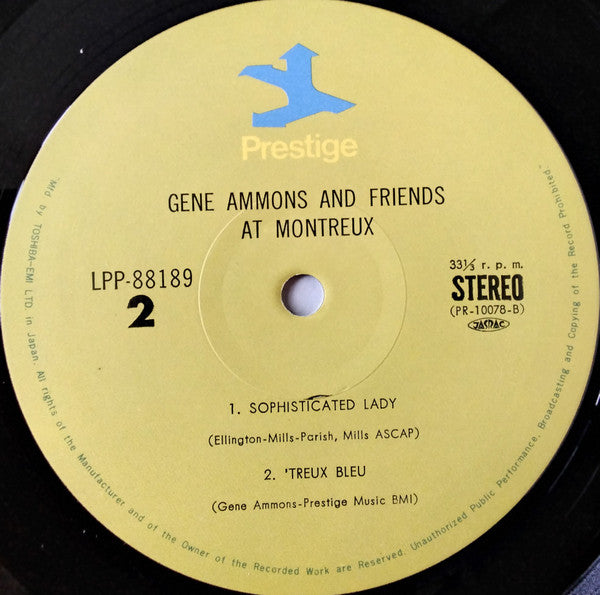 Prestige
GENE AMMONS AND FRIENDS
AT MONTREUX
LPP-88189
2
33⅓ r. p. m.
STEREO
(PR-10078-B)
JASRAC
1. SOPHISTICATED LADY
(Ellington-Mills-Parish, Mills ASCAP)
2. 'TREUX BLEU
(Gene Ammons-Prestige Music BMI)
"Mfd by TOSHIBA-EMI LTD. in Japan. All rights of the Manufacturer and of the Owner of the Recorded Work are Reserved. Unauthorized Public Performance, Broadcasting and Copying of the Record Prohibited."